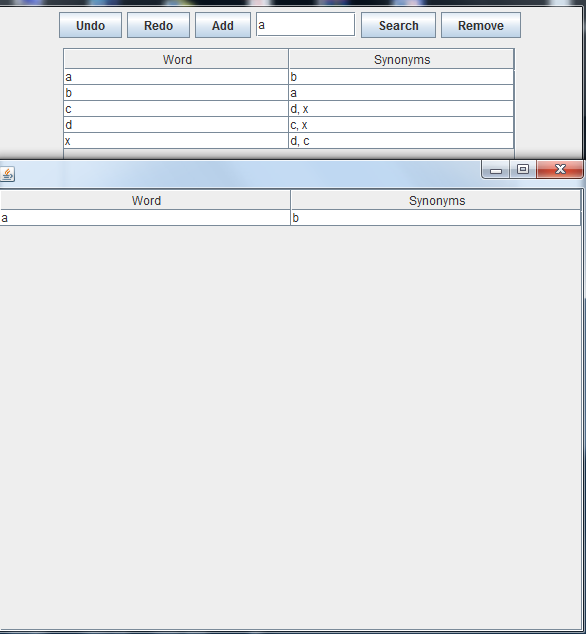 Undo Redo Add a Search Remove
Word Synonyms
a b
b a
c d, x
d c, x
x d, c
Word Synonyms
a b